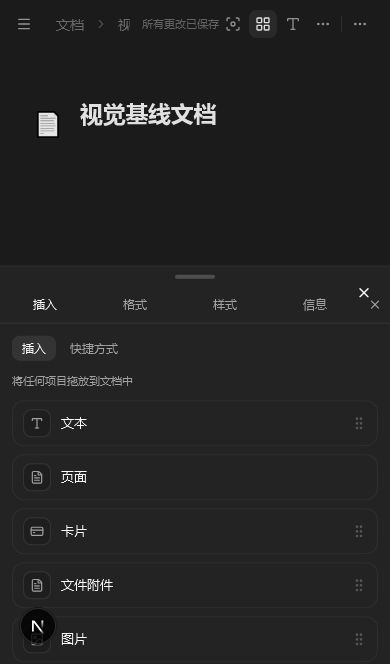 文档 > 视 所有更改已保存
视觉基线文档
插入 格式 样式 信息
插入 快捷方式
将任何项目拖放到文档中
文本
页面
卡片
文件附件
图片